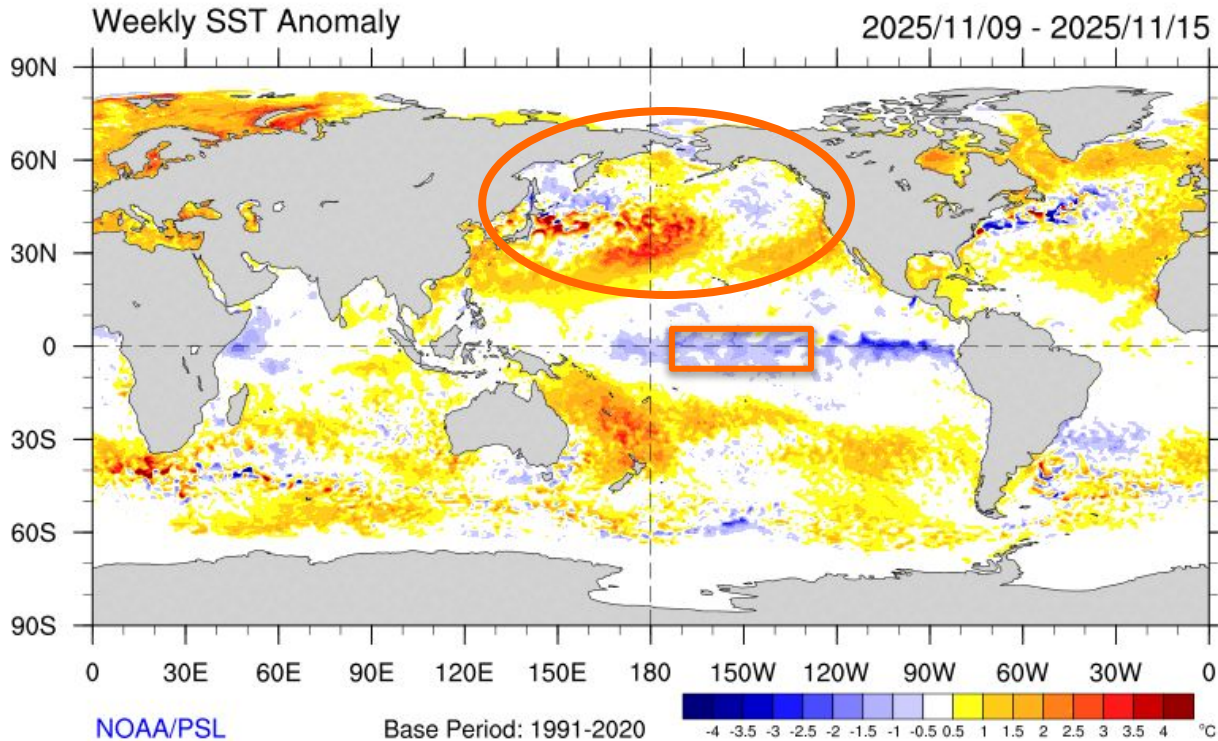 Weekly SST Anomaly 2025/11/09 - 2025/11/15
90N
60N
30N
0
30S
60S
90S
0 30E 60E 90E 120E 150E 180 150W 120W 90W 60W 30W 0
NOAA/PSL Base Period: 1991-2020
-4 -3.5 -3 -2.5 -2 -1.5 -1 -0.5 0.5 1 1.5 2 2.5 3 3.5 4 °C